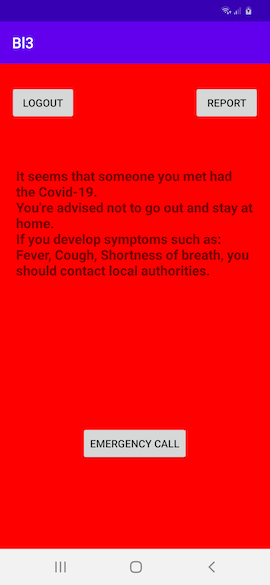 Bl3
LOGOUT
REPORT
It seems that someone you met had
the Covid-19.
You're advised not to go out and stay at
home.
If you develop symptoms such as:
Fever, Cough, Shortness of breath, you
should contact local authorities.
EMERGENCY CALL